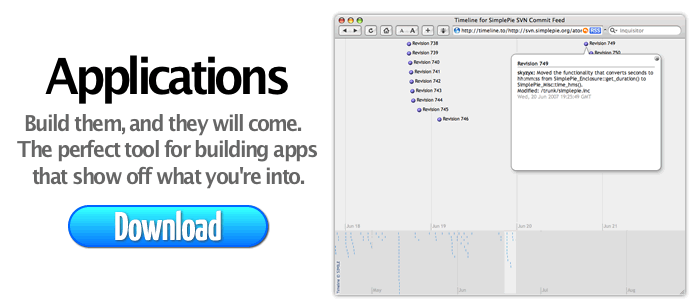 Applications
Build them, and they will come.
The perfect tool for building apps
that show off what you're into.
Download
Timeline for SimplePie SVN Commit Feed
A A
http://timeline.to/http://svn.simplepie.org/atom
RSS
Inquisitor
Revision 738
Revision 739
Revision 740
Revision 741
Revision 742
Revision 743
Revision 744
Revision 745
Revision 746
Revision 749
Revision 750
Revision 749
skyzyx: Moved the functionality that converts seconds to
hh:mm:ss from SimplePie_Enclosure::get_duration() to
SimplePie_Misc::time_hms().
Modified: /trunk/simplepie.inc
Wed, 20 Jun 2007 19:25:49 GMT
Jun 18
Jun 19
Jun 20
Jun 21
Timeline © SIMILE
May
Jun
Jul
Aug